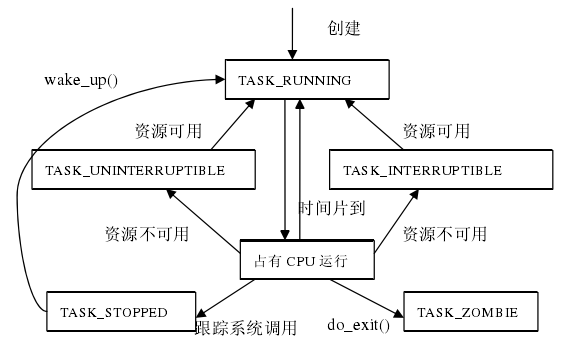 创建
wake_up()
TASK_RUNNING
资源可用
资源可用
TASK_UNINTERRUPTIBLE
TASK_INTERRUPTIBLE
时间片到
资源不可用
资源不可用
占有 CPU 运行
TASK_STOPPED
跟踪系统调用
do_exit()
TASK_ZOMBIE